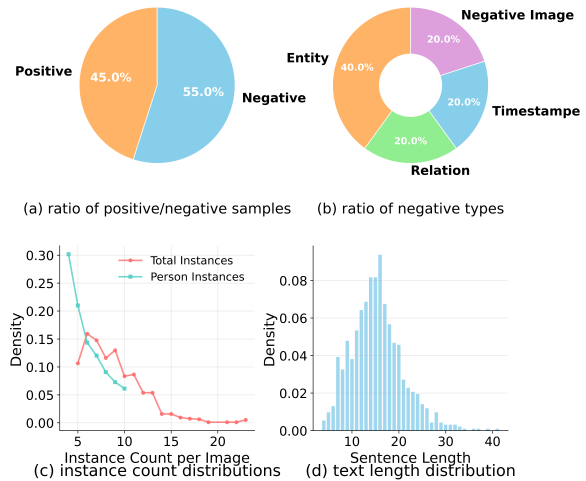 Positive
45.0%
55.0%
Negative
(a) ratio of positive/negative samples
Negative Image
20.0%
Entity
40.0%
20.0%
Timestampe
20.0%
Relation
(b) ratio of negative types
Density
0.30
0.25
0.20
0.15
0.10
0.05
0.00
Total Instances
Person Instances
5 10 15 20
Instance Count per Image
(c) instance count distributions
Density
0.08
0.06
0.04
0.02
0.00
10 20 30 40
Sentence Length
(d) text length distribution